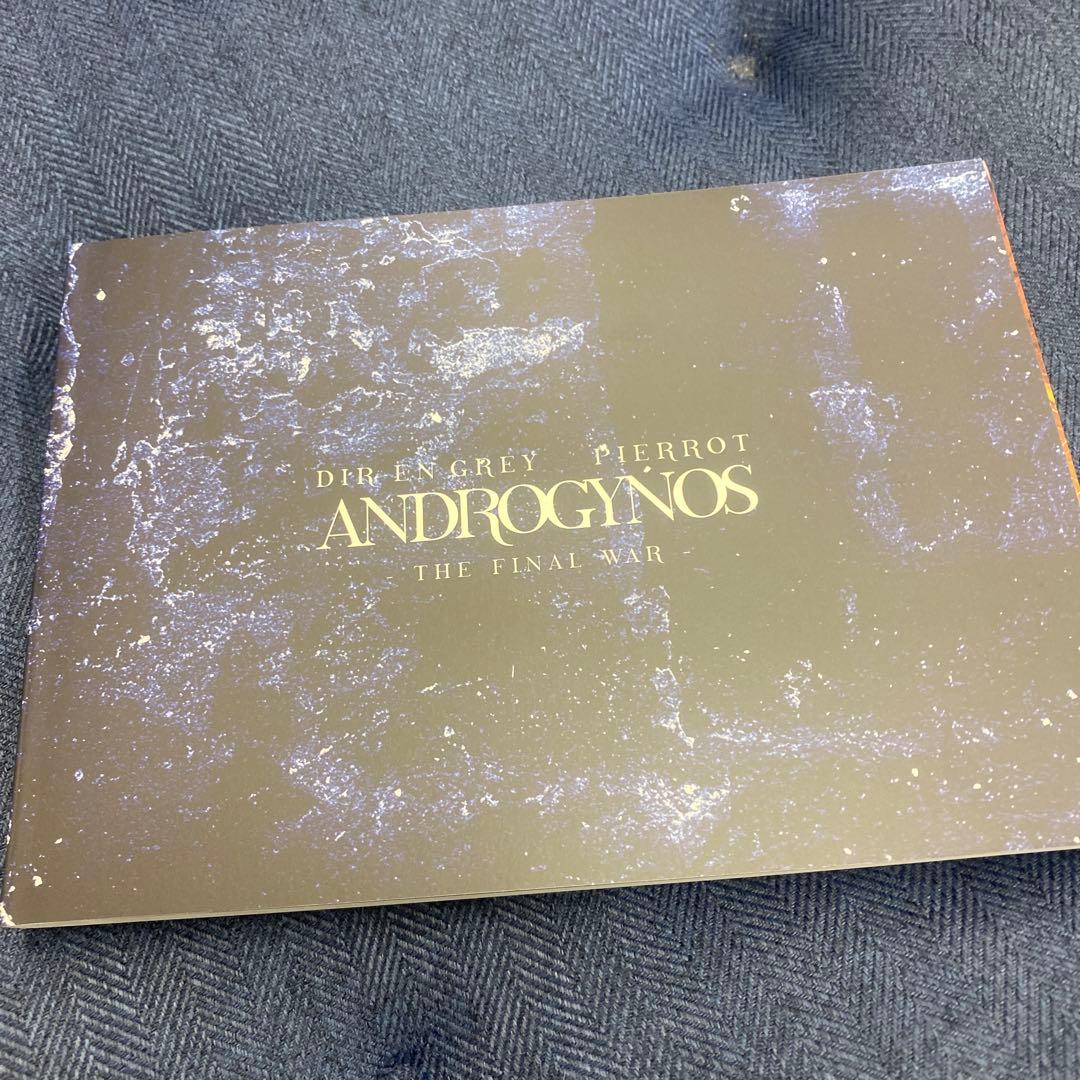 DIR EN GREY PIERROT
ANDROGYNOS
- THE FINAL WAR -